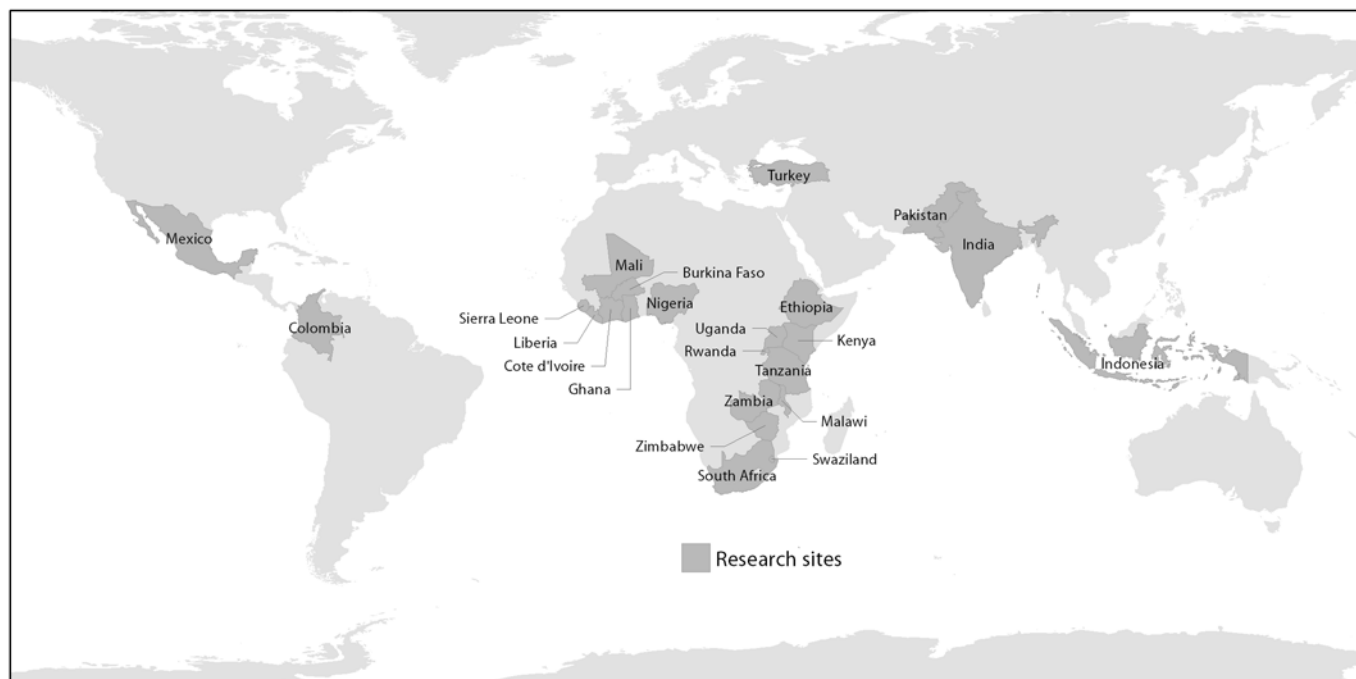 Turkey
Pakistan
Mexico
India
Mali
Burkina Faso
Nigeria
Ethiopia
Sierra Leone
Colombia
Uganda
Kenya
Liberia
Rwanda
Cote d'Ivoire
Indonesia
Tanzania
Ghana
Zambia
Malawi
Zimbabwe
Swaziland
South Africa
Research sites